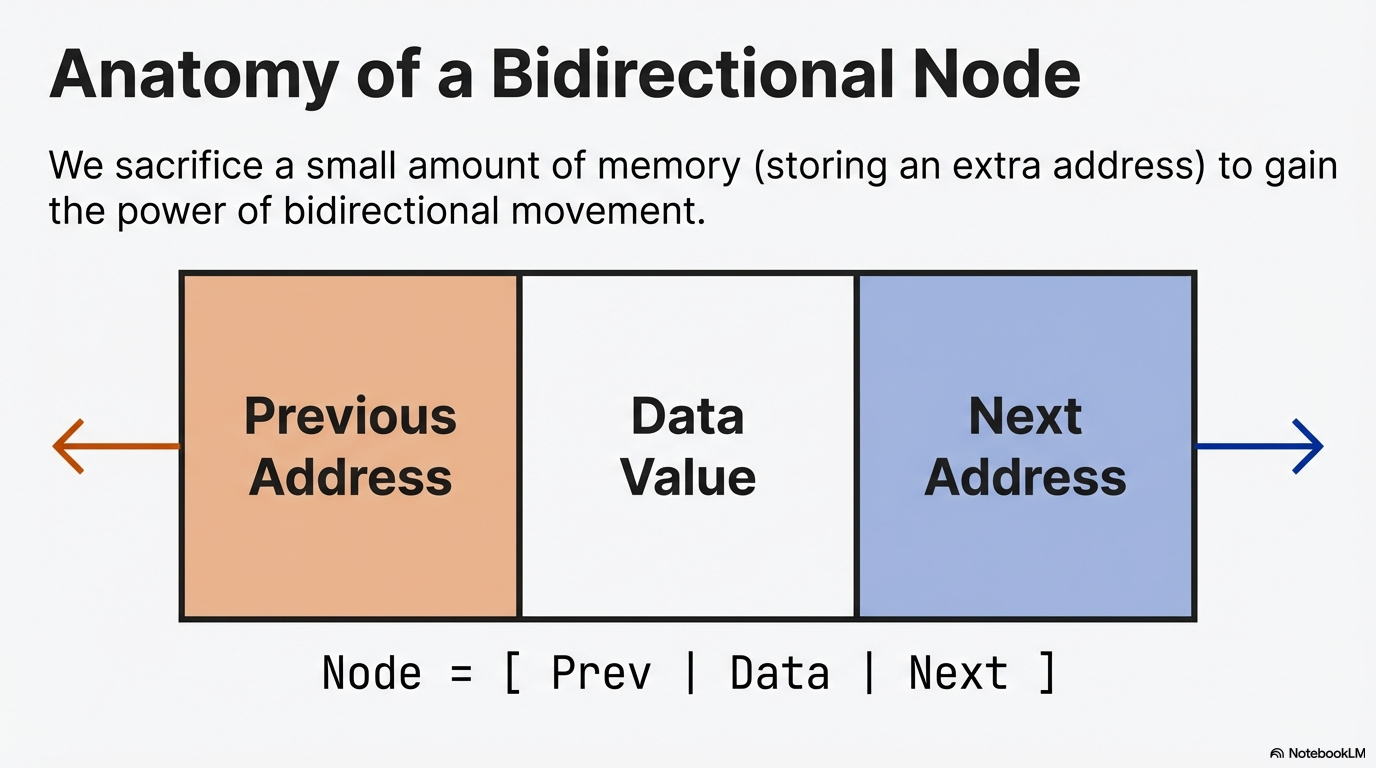 Anatomy of a Bidirectional Node
We sacrifice a small amount of memory (storing an extra address) to gain
the power of bidirectional movement.
Previous
Address
Data
Value
Next
Address
Node = [ Prev | Data | Next ]
NotebookLM